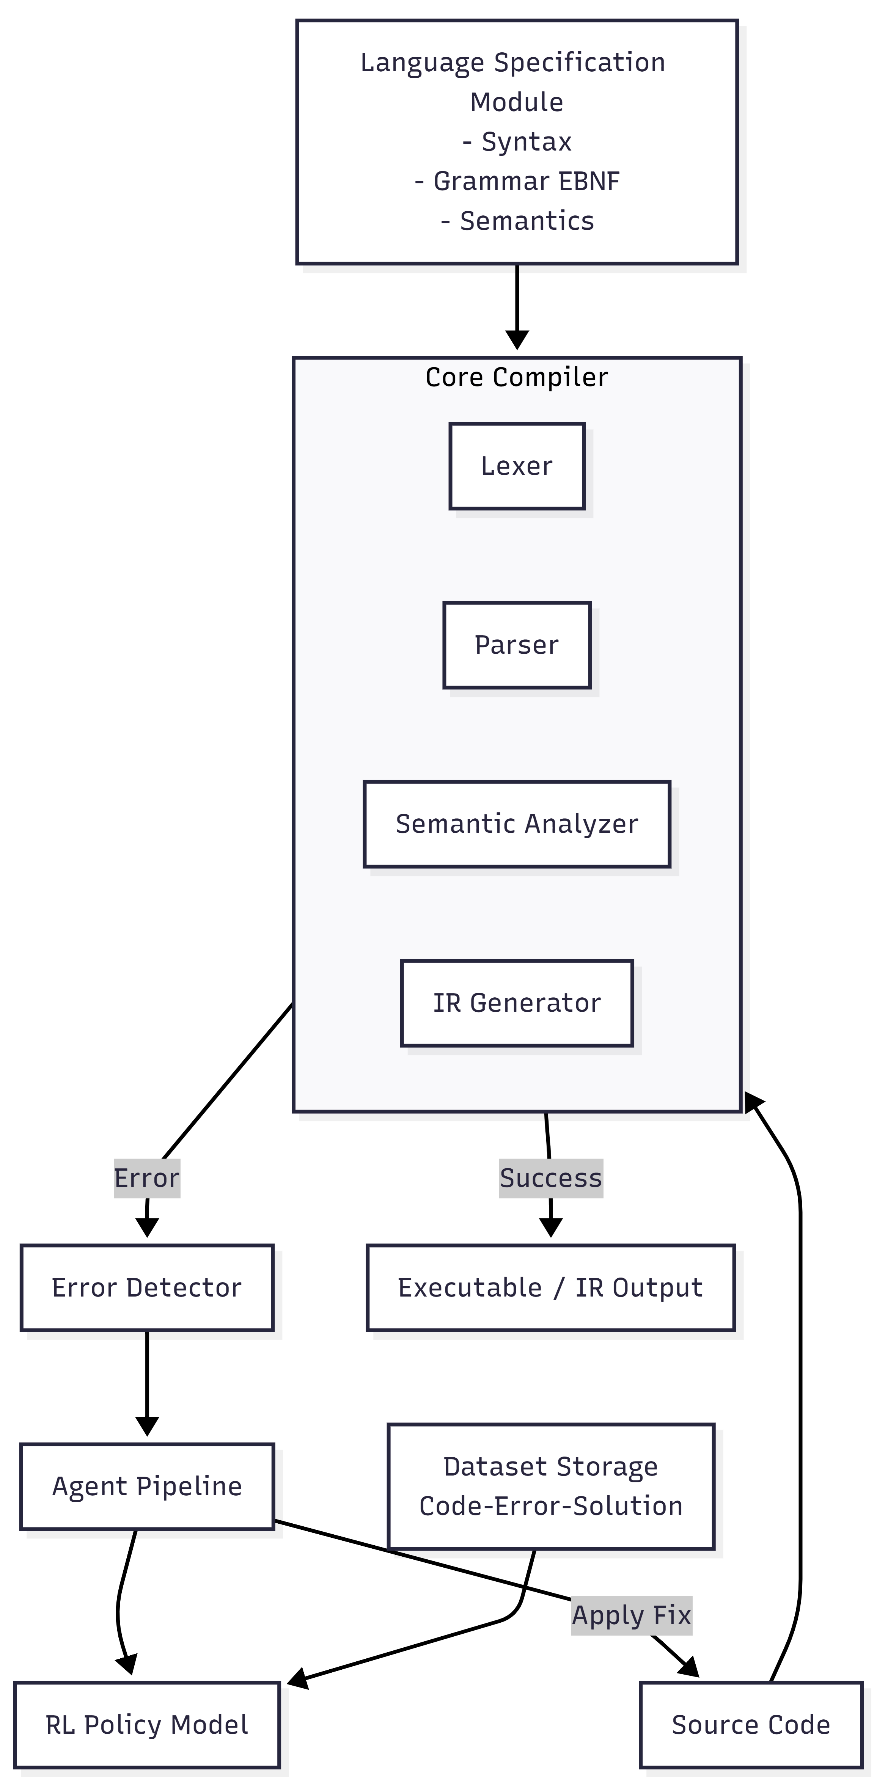 Language Specification
Module
- Syntax
- Grammar EBNF
- Semantics
Core Compiler
Lexer
Parser
Semantic Analyzer
IR Generator
Error
Success
Error Detector
Executable / IR Output
Agent Pipeline
Dataset Storage
Code-Error-Solution
Apply Fix
RL Policy Model
Source Code